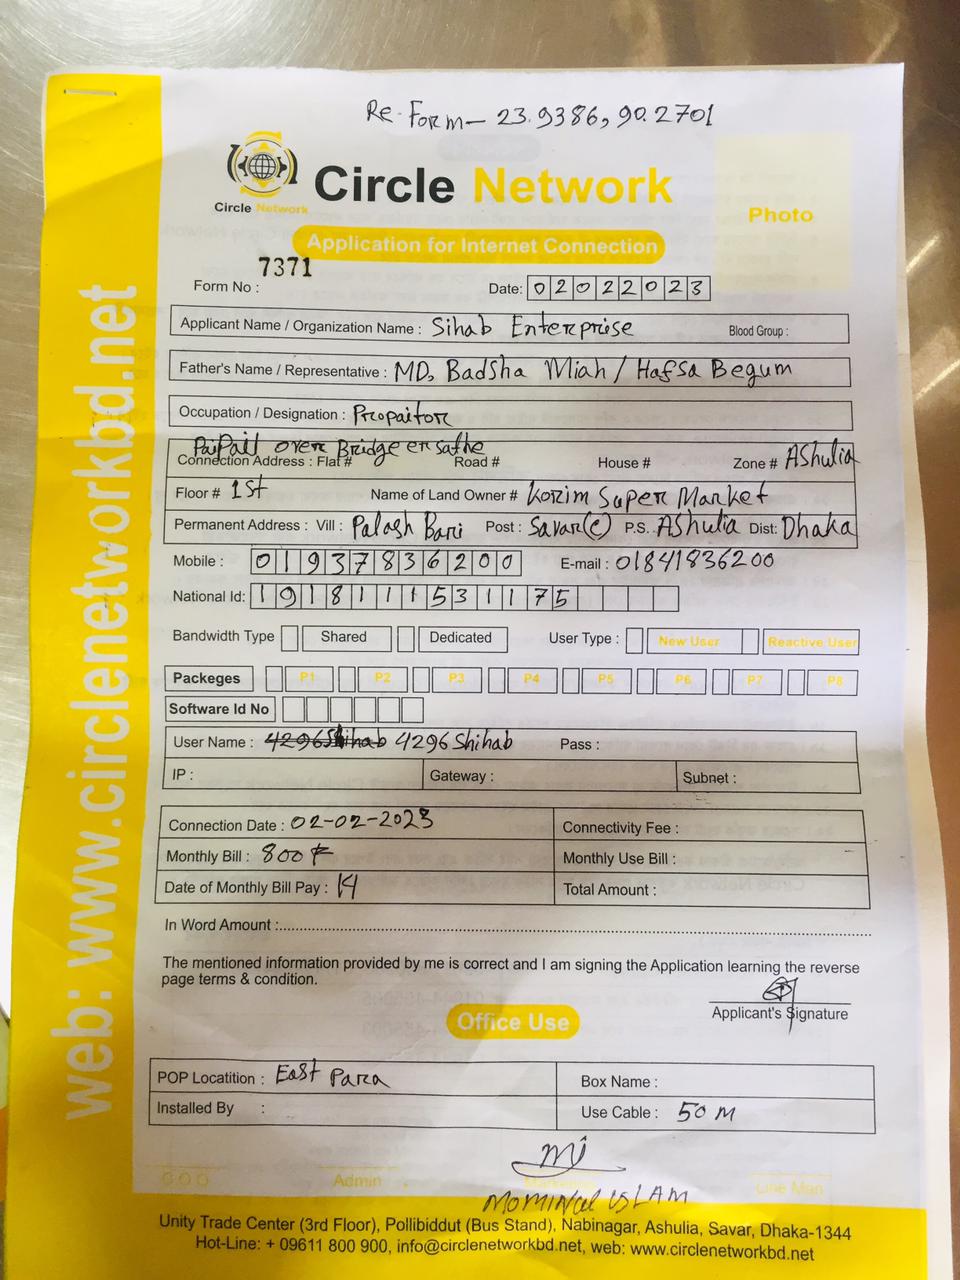 Re-Form- 23.9386, 90.2701
Circle Network
Circle Network
Photo
Application for Internet Connection
7371
Form No :
Date: 02022023
Applicant Name / Organization Name : Sihab Enterprise Blood Group :
Father's Name / Representative : MD. Badsha Miah / Hafsa Begum
Occupation / Designation : Propaitor
PaiPail over Bridge er sathe
Connection Address : Flat # Road # House # Zone # Ashulia
Floor # 1st Name of Land Owner # Korim Super Market
Permanent Address : Vill : Palash Bari Post : Savar(c) P.S. Ashulia Dist: Dhaka
Mobile : 01937836200 E-mail : 01841836200
National Id: 1918111531175
Bandwidth Type Shared Dedicated User Type : New User Reactive User
Packeges P1 P2 P3 P4 P5 P6 P7 P8
Software Id No
User Name : 4296Shihab 4296Shihab Pass :
IP : Gateway : Subnet :
Connection Date : 02-02-2023 Connectivity Fee :
Monthly Bill : 800 Monthly Use Bill :
Date of Monthly Bill Pay : 14 Total Amount :
In Word Amount :
The mentioned information provided by me is correct and I am signing the Application learning the reverse
page terms & condition.
Applicant's Signature
Office Use
POP Locatition : East Para Box Name :
Installed By : Use Cable : 50 M
Admin Marketing Line Man
Mominul Islam
Unity Trade Center (3rd Floor), Pollibiddut (Bus Stand), Nabinagar, Ashulia, Savar, Dhaka-1344
Hot-Line: + 09611 800 900, info@circlenetworkbd.net, web: www.circlenetworkbd.net
web: www.circlenetworkbd.net